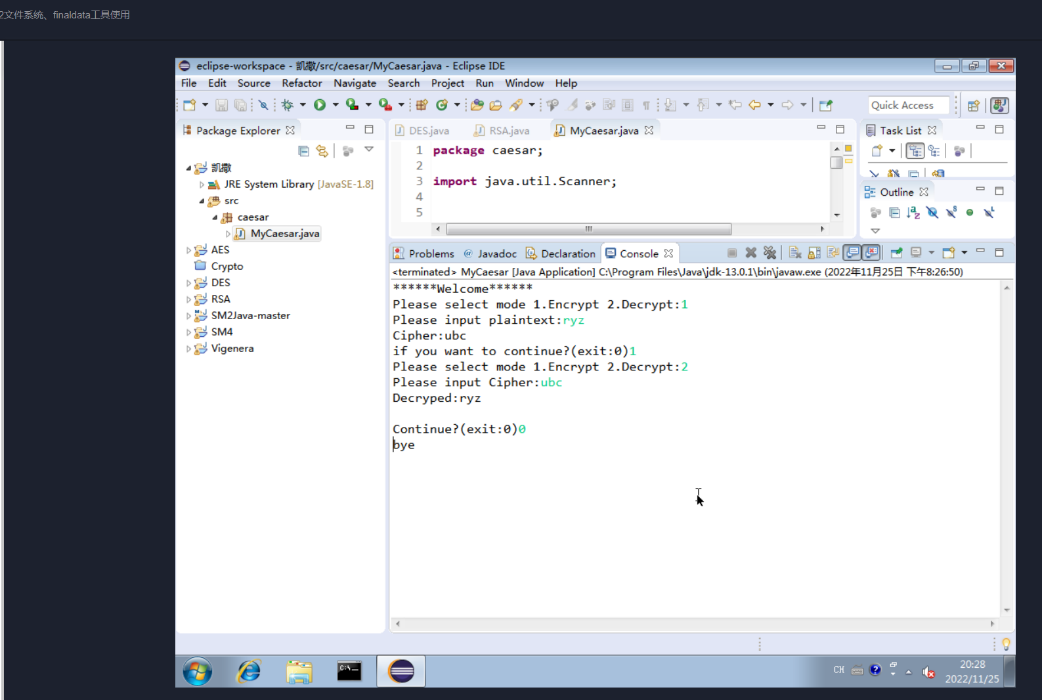 2文件系统、finaldata工具使用
eclipse-workspace - 凯撒/src/caesar/MyCaesar.java - Eclipse IDE
File Edit Source Refactor Navigate Search Project Run Window Help
Quick Access
Package Explorer
DES.java RSA.java MyCaesar.java
Task List
1 package caesar;
2
3 import java.util.Scanner;
4
5
Outline
凯撒
JRE System Library [JavaSE-1.8]
src
caesar
MyCaesar.java
AES
Crypto
DES
RSA
SM2Java-master
SM4
Vigenera
Problems @ Javadoc Declaration Console
<terminated> MyCaesar [Java Application] C:\Program Files\Java\jdk-13.0.1\bin\javaw.exe (2022年11月25日 下午8:26:50)
******Welcome******
Please select mode 1.Encrypt 2.Decrypt:1
Please input plaintext:ryz
Cipher:ubc
if you want to continue?(exit:0)1
Please select mode 1.Encrypt 2.Decrypt:2
Please input Cipher:ubc
Decryped:ryz
Continue?(exit:0)0
bye
CH
20:28
2022/11/25